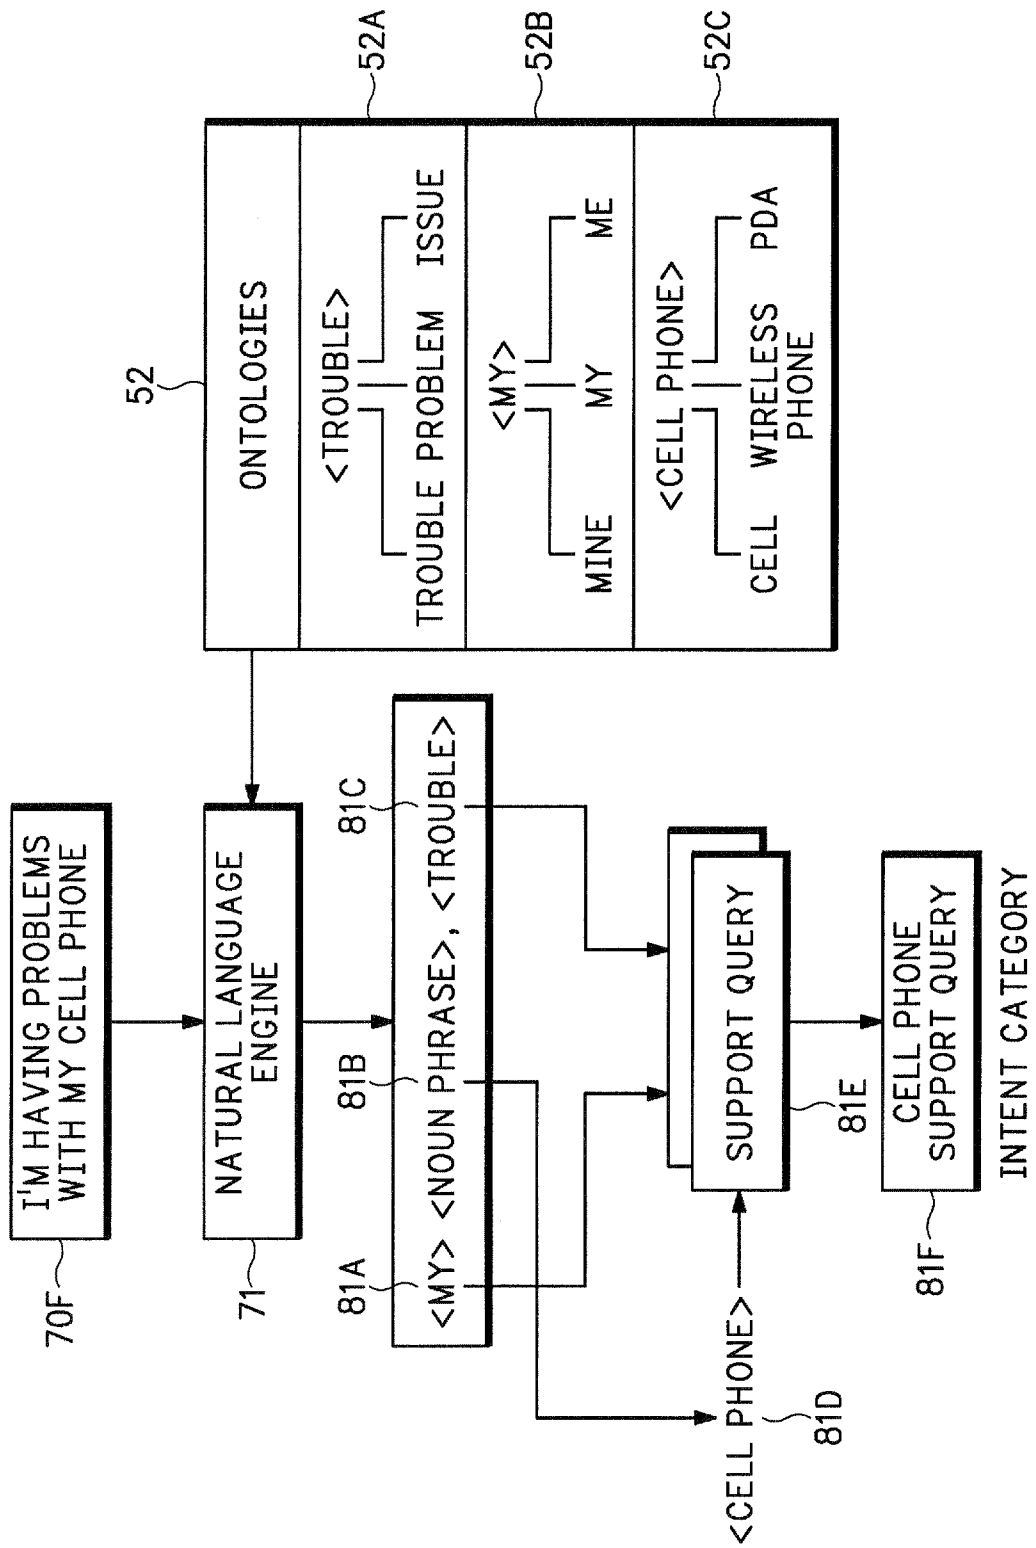 70F
I'M HAVING PROBLEMS
WITH MY CELL PHONE
71
NATURAL LANGUAGE
ENGINE
52
ONTOLOGIES
<TROUBLE>
TROUBLE PROBLEM ISSUE
52A
<MY>
MINE MY ME
52B
<CELL PHONE>
CELL WIRELESS PDA
PHONE
52C
81A 81B 81C
<MY> <NOUN PHRASE>, <TROUBLE>
<CELL PHONE>
81D
SUPPORT QUERY
81E
81F
CELL PHONE
SUPPORT QUERY
INTENT CATEGORY